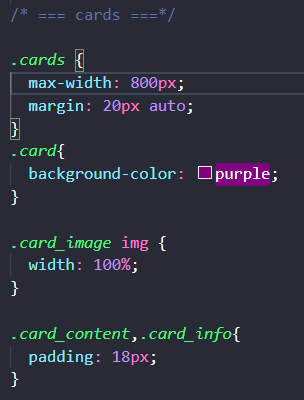 /* === cards ===*/
.cards {
max-width: 800px;
margin: 20px auto;
}
.card{
background-color: purple;
}
.card_image img {
width: 100%;
}
.card_content,.card_info{
padding: 18px;
}